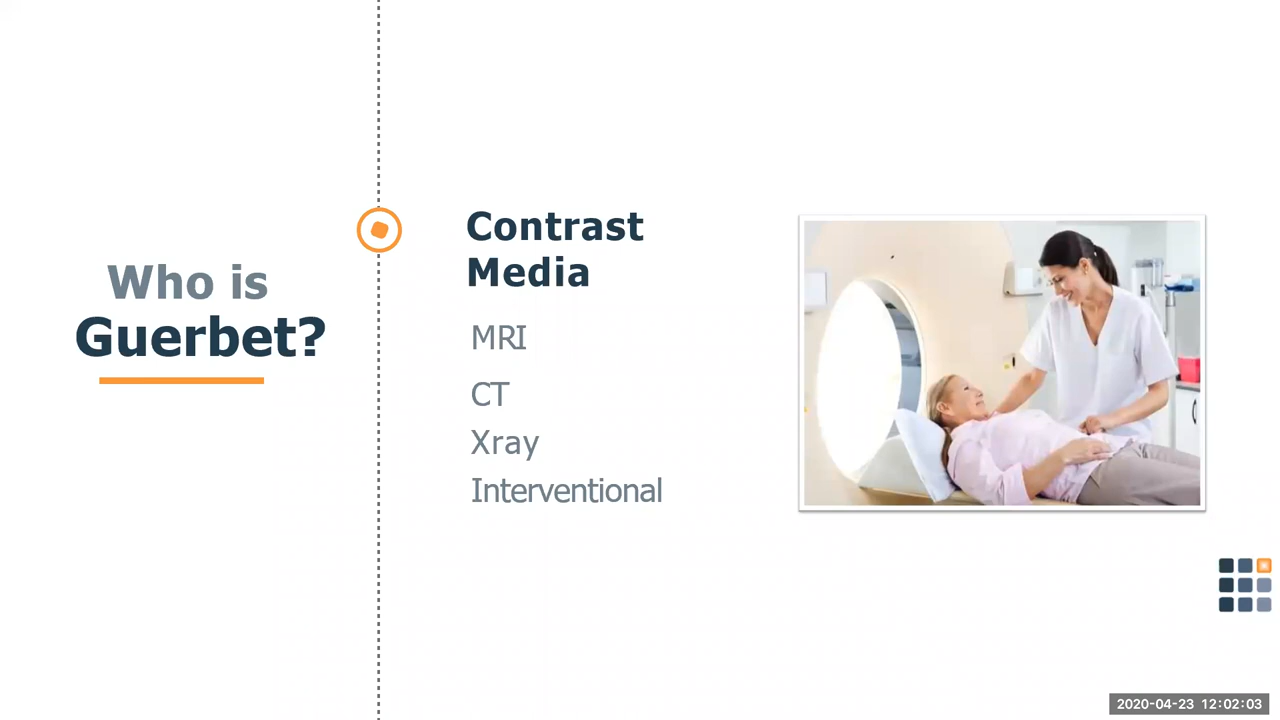 Who is
Guerbet?
Contrast
Media
MRI
CT
Xray
Interventional
2020-04-23 12:02:03